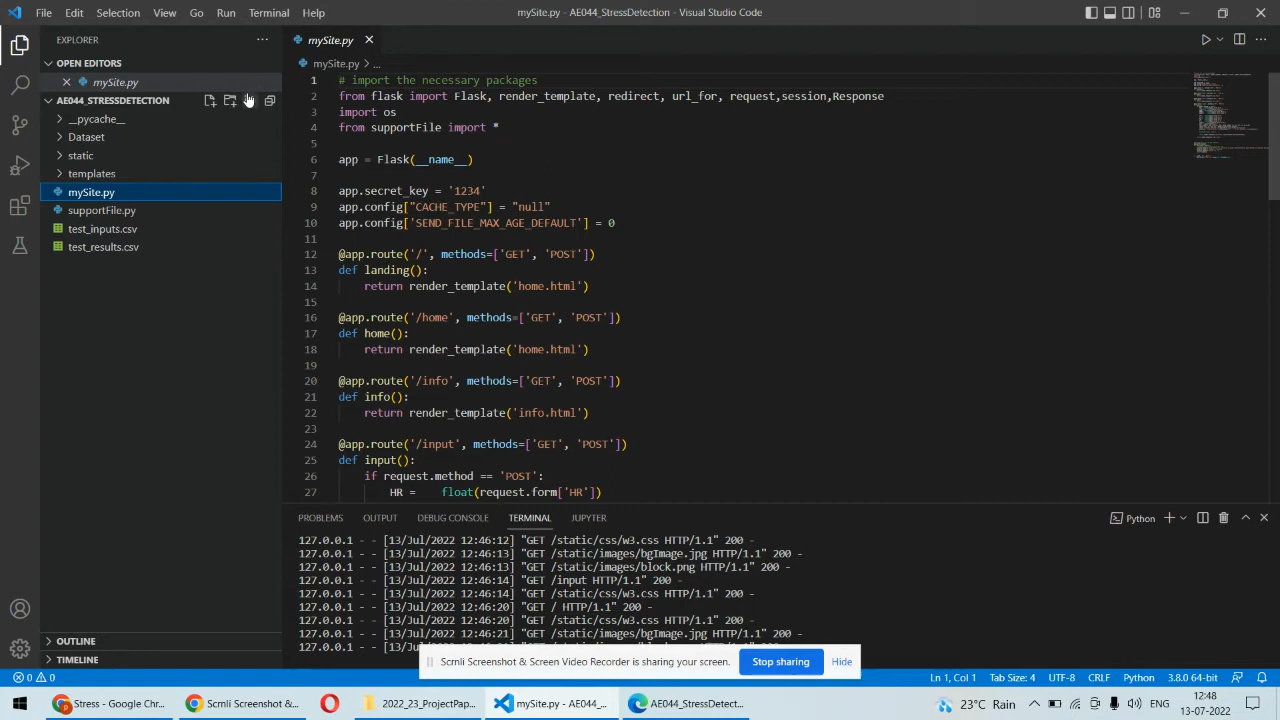 File Edit Selection View Go Run Terminal Help
mySite.py - AE044_StressDetection - Visual Studio Code
EXPLORER
OPEN EDITORS
mySite.py
AE044_STRESSDETECTION
__pycache__
Dataset
static
templates
mySite.py
supportFile.py
test_inputs.csv
test_results.csv
OUTLINE
TIMELINE
mySite.py
mySite.py > ...
1 # import the necessary packages
2 from flask import Flask, render_template, redirect, url_for, request,session,Response
3 import os
4 from supportFile import *
5
6 app = Flask(__name__)
7
8 app.secret_key = '1234'
9 app.config["CACHE_TYPE"] = "null"
10 app.config['SEND_FILE_MAX_AGE_DEFAULT'] = 0
11
12 @app.route('/', methods=['GET', 'POST'])
13 def landing():
14 return render_template('home.html')
15
16 @app.route('/home', methods=['GET', 'POST'])
17 def home():
18 return render_template('home.html')
19
20 @app.route('/info', methods=['GET', 'POST'])
21 def info():
22 return render_template('info.html')
23
24 @app.route('/input', methods=['GET', 'POST'])
25 def input():
26 if request.method == 'POST':
27 HR = float(request.form['HR'])
PROBLEMS OUTPUT DEBUG CONSOLE TERMINAL JUPYTER
Python
127.0.0.1 - - [13/Jul/2022 12:46:12] "GET /static/css/w3.css HTTP/1.1" 200 -
127.0.0.1 - - [13/Jul/2022 12:46:13] "GET /static/images/bgImage.jpg HTTP/1.1" 200 -
127.0.0.1 - - [13/Jul/2022 12:46:13] "GET /static/images/block.png HTTP/1.1" 200 -
127.0.0.1 - - [13/Jul/2022 12:46:14] "GET /input HTTP/1.1" 200 -
127.0.0.1 - - [13/Jul/2022 12:46:14] "GET /static/css/w3.css HTTP/1.1" 200 -
127.0.0.1 - - [13/Jul/2022 12:46:20] "GET / HTTP/1.1" 200 -
127.0.0.1 - - [13/Jul/2022 12:46:20] "GET /static/css/w3.css HTTP/1.1" 200 -
127.0.0.1 - - [13/Jul/2022 12:46:21] "GET /static/images/bgImage.jpg HTTP/1.1" 200 -
127.0.0.1 - - [13/Jul/2022 12:46:21]
Scrnli Screenshot & Screen Video Recorder is sharing your screen. Stop sharing Hide
0 0
Ln 1, Col 1 Tab Size: 4 UTF-8 CRLF Python 3.8.0 64-bit
Stress - Google Chr... Scrnli Screenshot &... 2022_23_ProjectPap... mySite.py - AE044_... AE044_StressDetecti...
23°C Rain ENG 12:48
13-07-2022